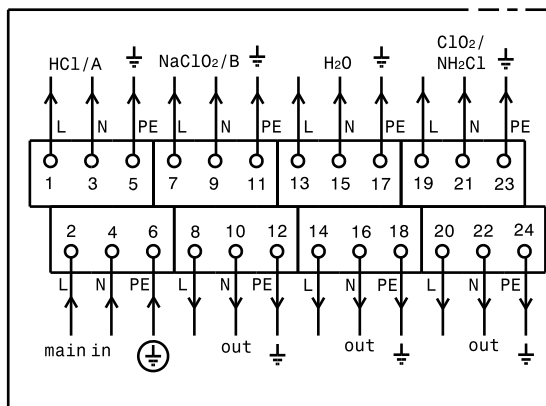 ClO₂/
HCl/A NaClO₂/B H₂O NH₂Cl
L N PE L N PE L N PE L N PE
1 3 5 7 9 11 13 15 17 19 21 23
2 4 6 8 10 12 14 16 18 20 22 24
L N PE L N PE L N PE L N PE
main in out out out